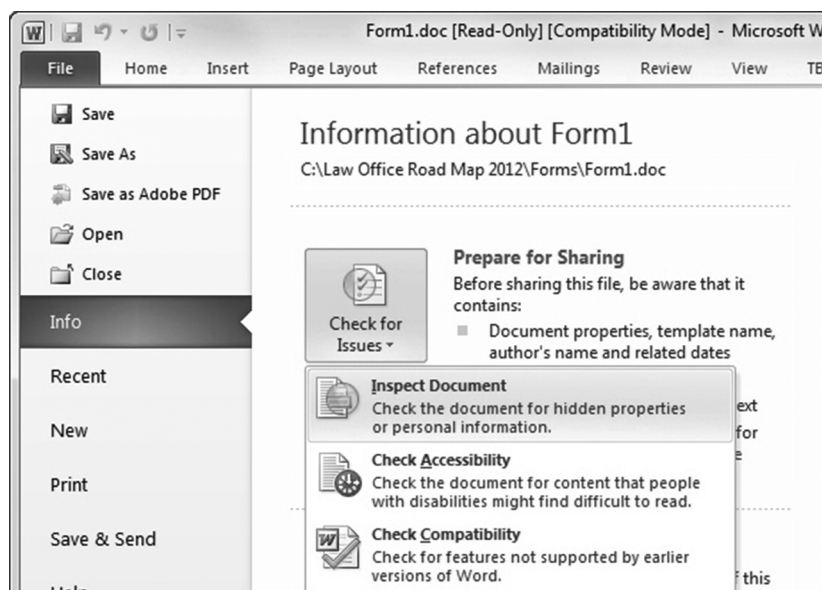 W
Form1.doc [Read-Only] [Compatibility Mode] - Microsoft W
File Home Insert Page Layout References Mailings Review View TB
Save
Save As
Save as Adobe PDF
Open
Close
Info
Recent
New
Print
Save & Send
Information about Form1
C:\Law Office Road Map 2012\Forms\Form1.doc
Check for
Issues
Prepare for Sharing
Before sharing this file, be aware that it
contains:
Document properties, template name,
author's name and related dates
Inspect Document
Check the document for hidden properties
or personal information.
Check Accessibility
Check the document for content that people
with disabilities might find difficult to read.
Check Compatibility
Check for features not supported by earlier
versions of Word.
ext
for
this